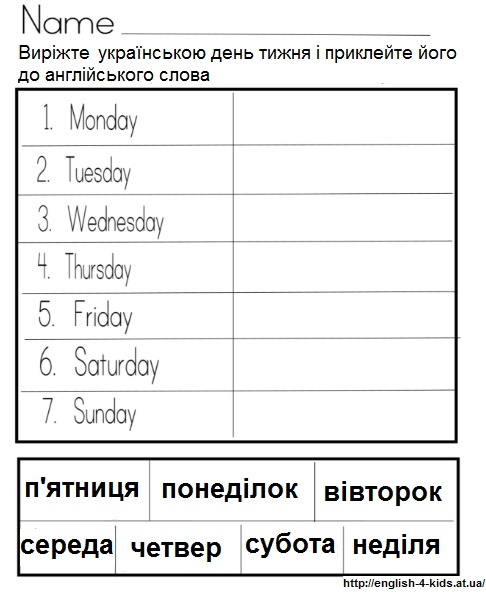 Name
Виріжте українською день тижня і приклейте його
до англійського слова
1. Monday
2. Tuesday
3. Wednesday
4. Thursday
5. Friday
6. Saturday
7. Sunday
п'ятниця понеділок вівторок
середа четвер субота неділя
http://english-4-kids.at.ua/